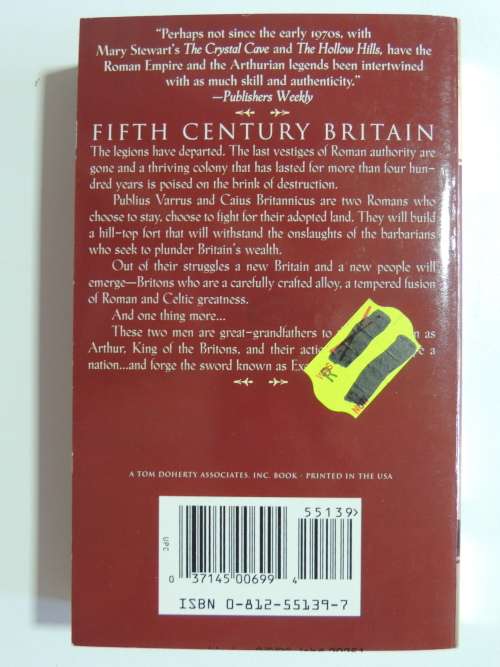 “Perhaps not since the early 1970s, with
Mary Stewart's The Crystal Cave and The Hollow Hills, have the
Roman Empire and the Arthurian legends been intertwined
with as much skill and authenticity.”
—Publishers Weekly
FIFTH CENTURY BRITAIN
The legions have departed. The last vestiges of Roman authority are
gone and a thriving colony that has lasted for more than four hun-
dred years is poised on the brink of destruction.
Publius Varrus and Caius Britannicus are two Romans who
choose to stay, choose to fight for their adopted land. They will build
a hill-top fort that will withstand the onslaughts of the barbarians
who seek to plunder Britain's wealth.
Out of their struggles a new Britain and a new people will
emerge—Britons who are a carefully crafted alloy, a tempered fusion
of Roman and Celtic greatness.
And one thing more...
These two men are great-grandfathers to as
Arthur, King of the Britons, and their a
nation...and forge the sword known as
A TOM DOHERTY ASSOCIATES, INC. BOOK · PRINTED IN THE USA
55139>
UPC
0 37145 00699 4
ISBN 0-812-55139-7